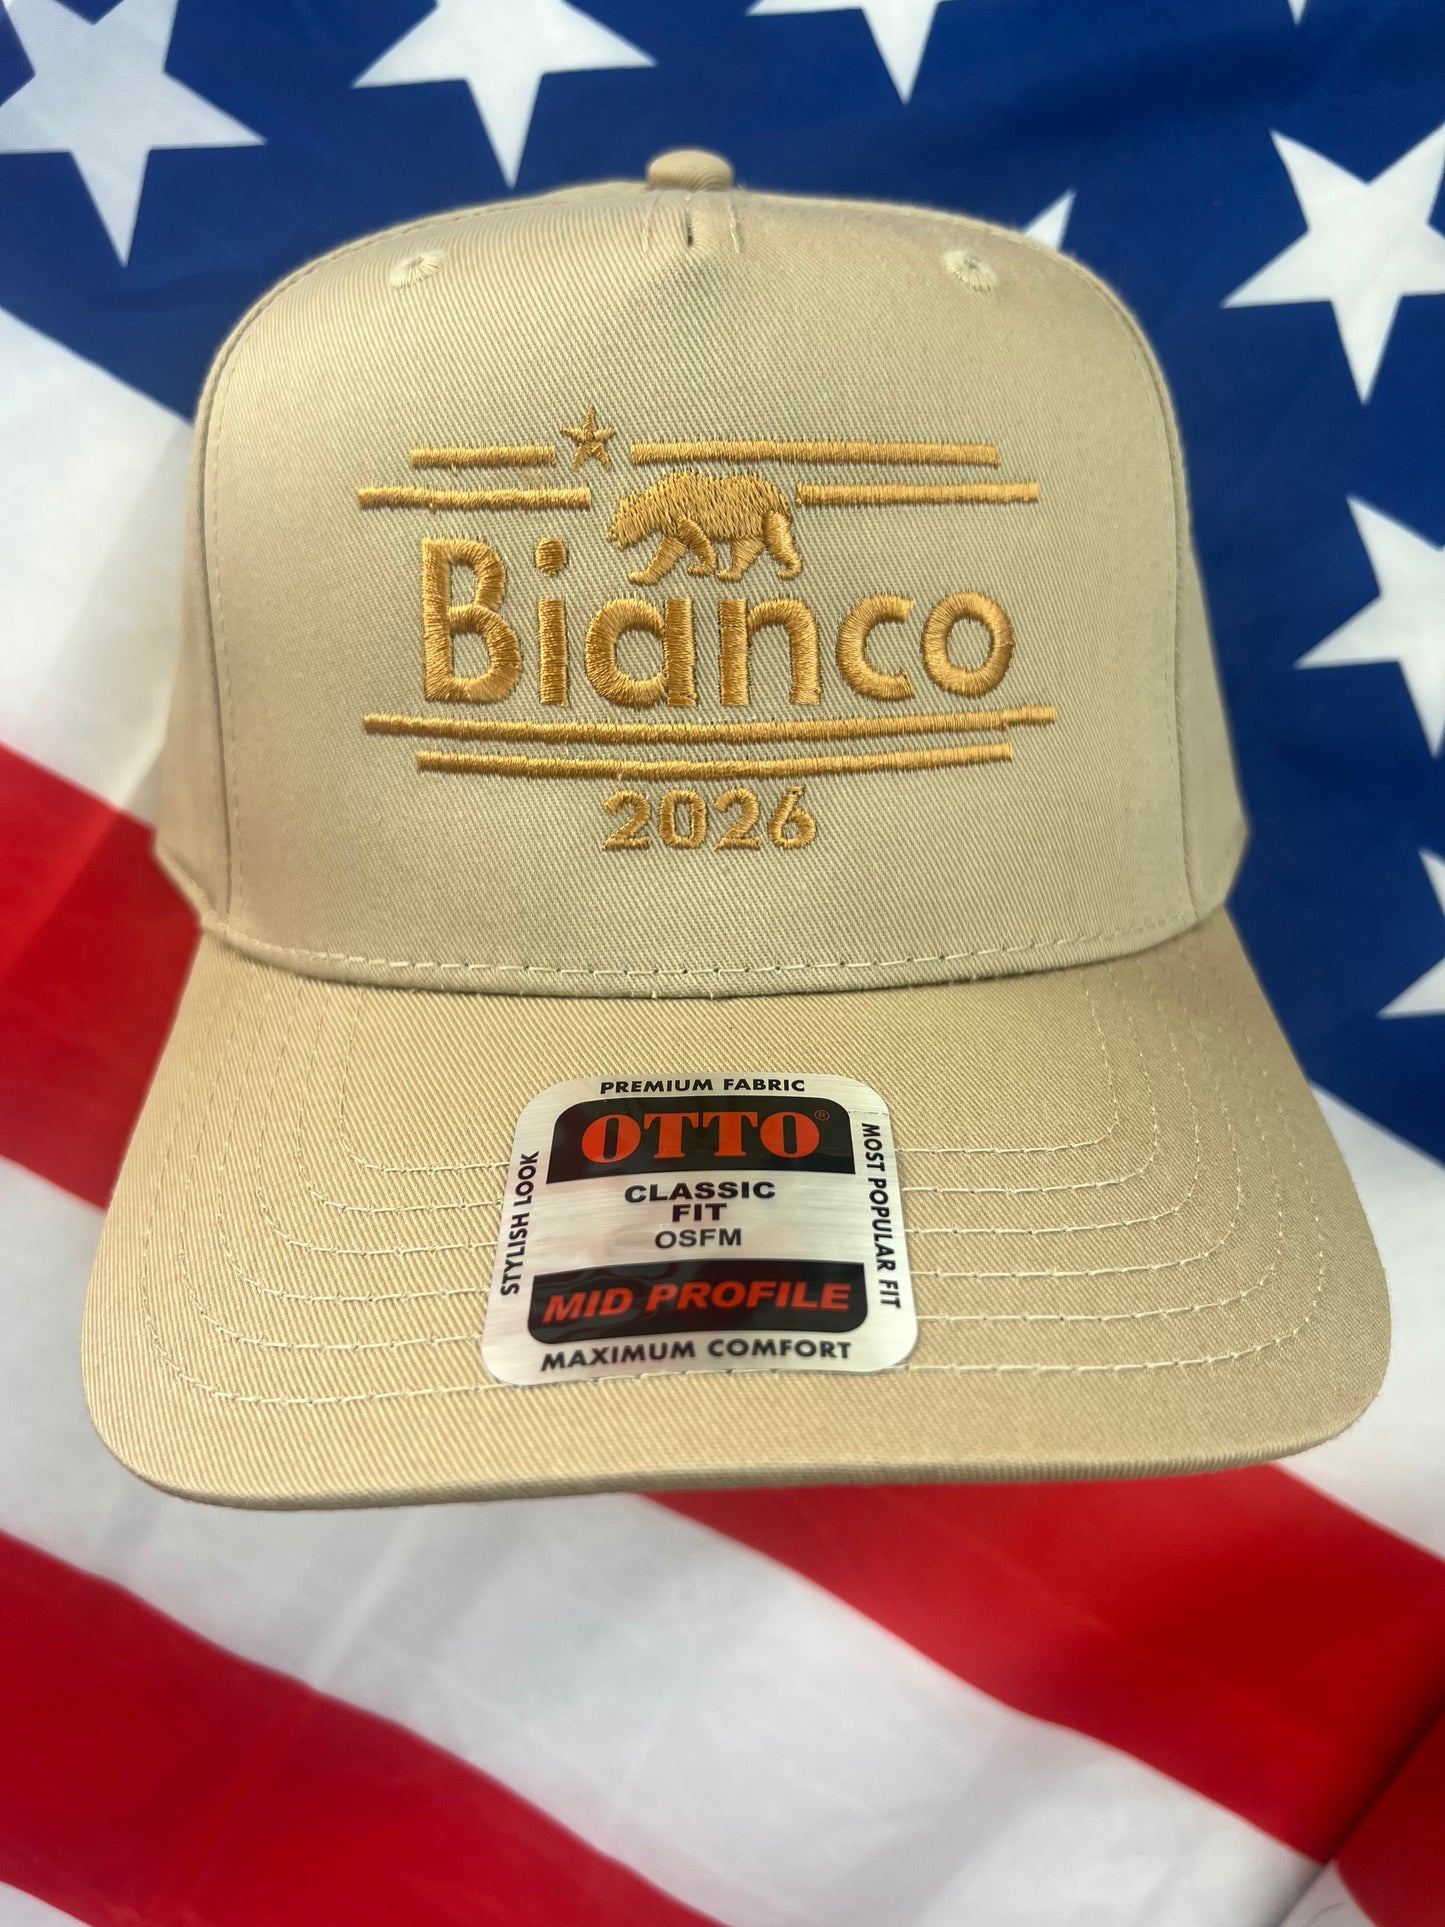 Bianco
2026
PREMIUM FABRIC
OTTO®
CLASSIC
FIT
OSFM
MID PROFILE
MAXIMUM COMFORT
STYLISH LOOK
MOST POPULAR FIT